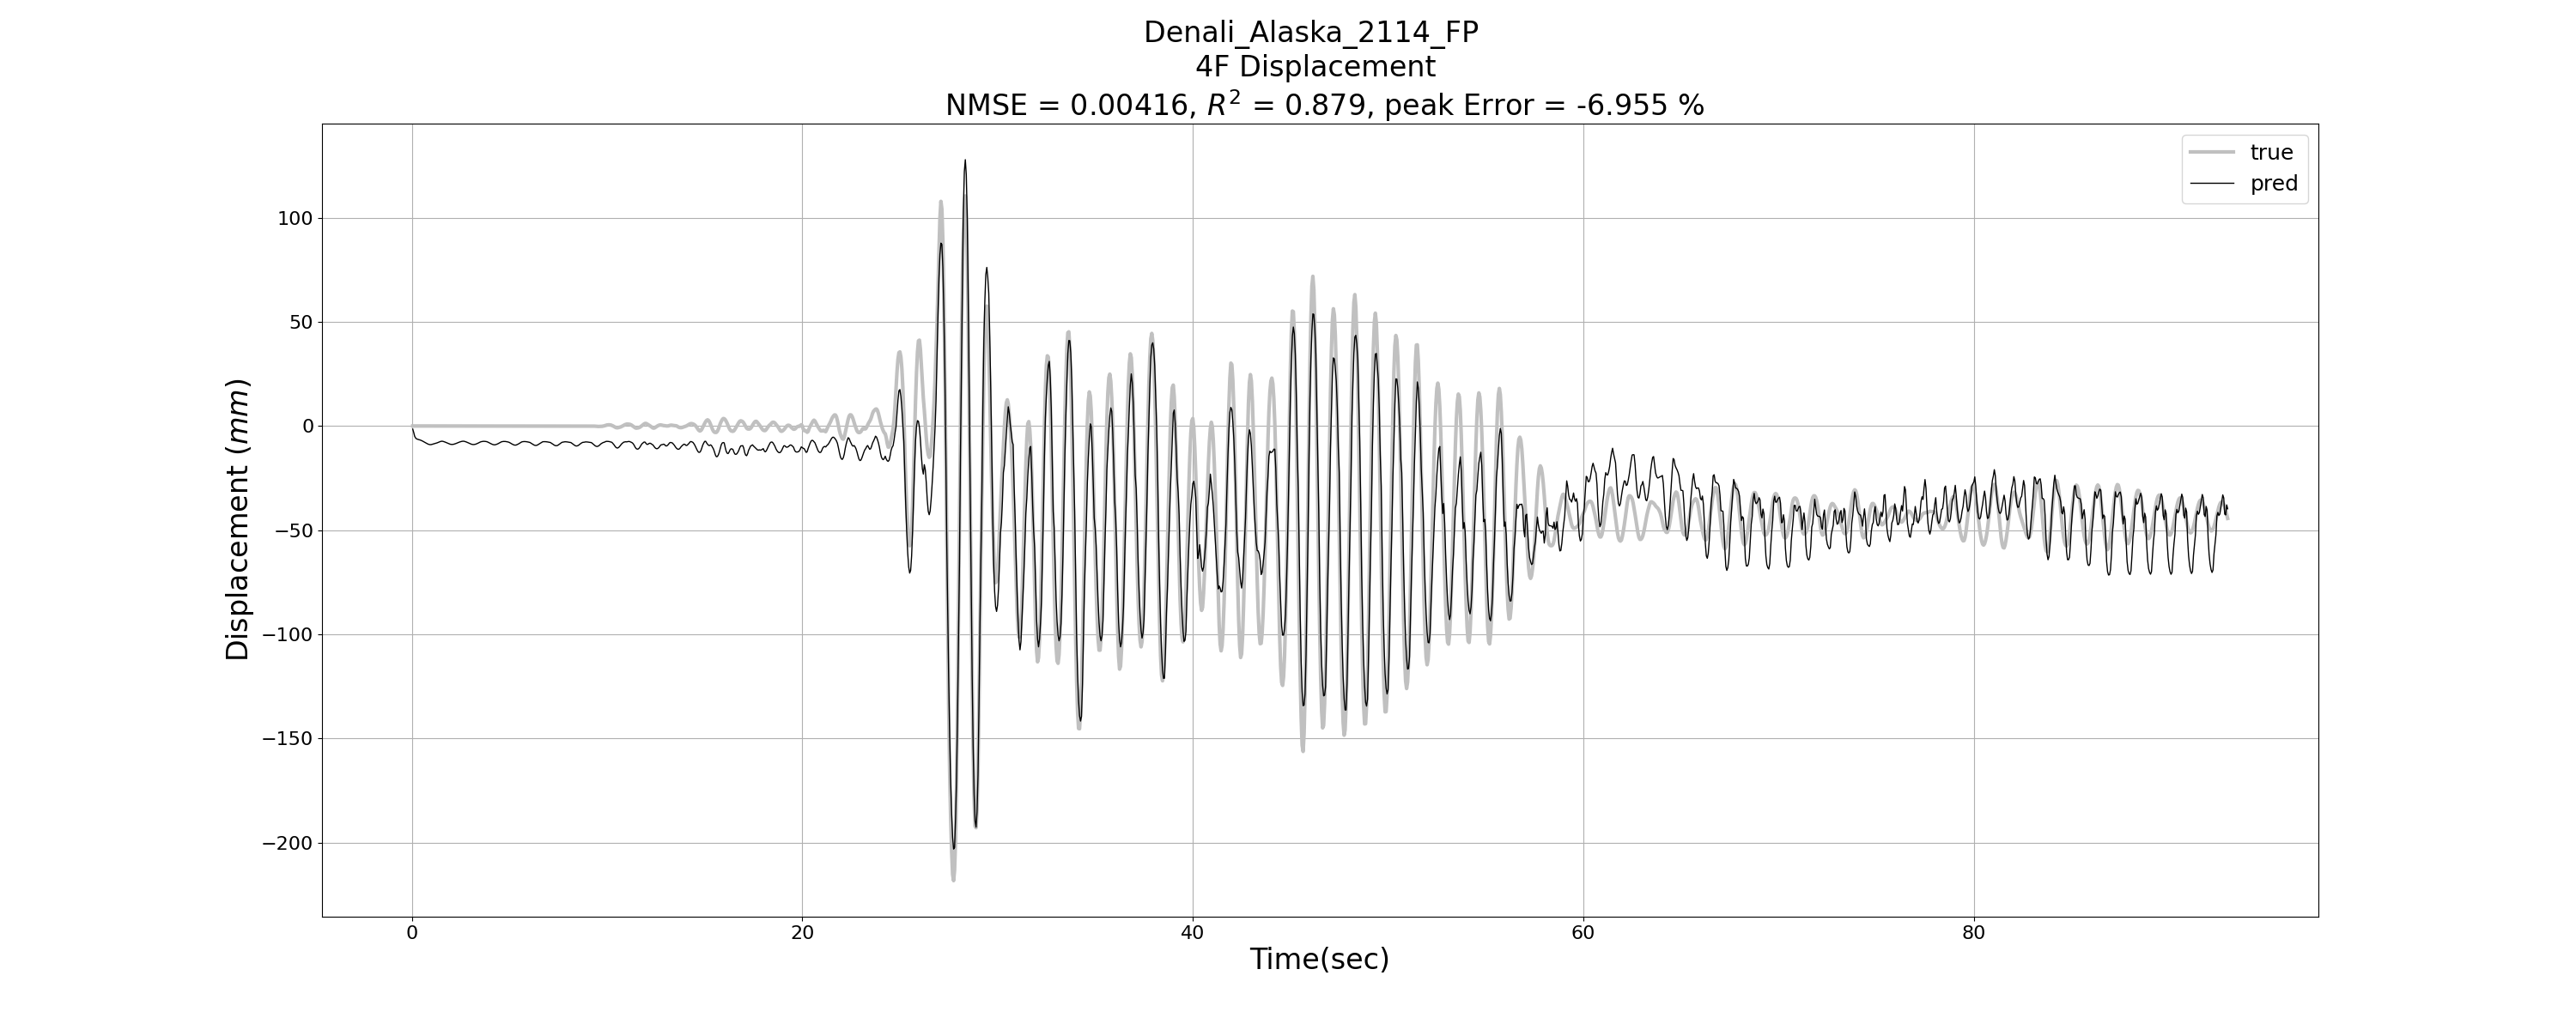 Denali_Alaska_2114_FP
4F Displacement
NMSE = 0.00416, R² = 0.879, peak Error = -6.955 %
true
pred
100
50
0
−50
−100
−150
−200
Displacement (mm)
0
20
40
60
80
Time(sec)